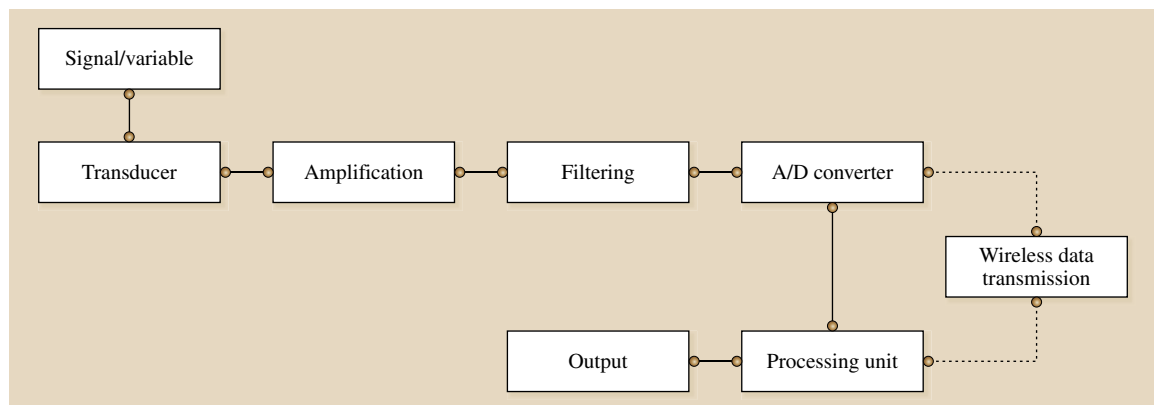 Signal/variable
Transducer
Amplification
Filtering
A/D converter
Wireless data
transmission
Output
Processing unit